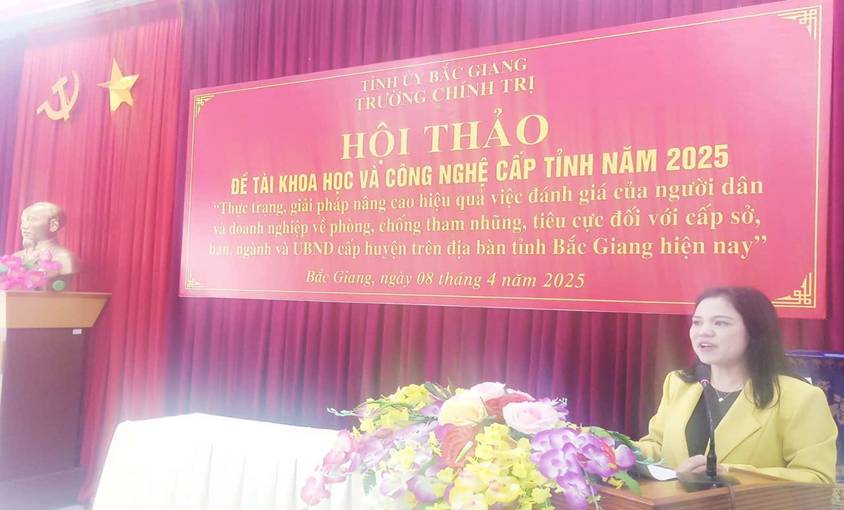 TỈNH ỦY BẮC GIANG
TRƯỜNG CHÍNH TRỊ
HỘI THẢO
ĐỀ TÀI KHOA HỌC VÀ CÔNG NGHỆ CẤP TỈNH NĂM 2025
“Thực trạng, giải pháp nâng cao hiệu quả việc đánh giá của người dân
và doanh nghiệp về phòng, chống tham nhũng, tiêu cực đối với cấp sở,
ban, ngành và UBND cấp huyện trên địa bàn tỉnh Bắc Giang hiện nay”
Bắc Giang, ngày 08 tháng 4 năm 2025